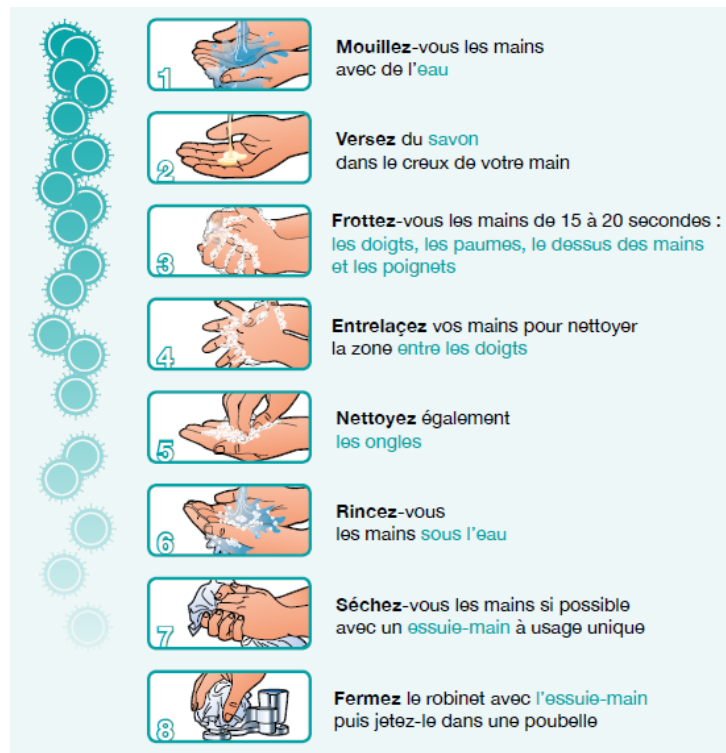 1
Mouillez-vous les mains
avec de l'eau
2
Versez du savon
dans le creux de votre main
3
Frottez-vous les mains de 15 à 20 secondes :
les doigts, les paumes, le dessus des mains
et les poignets
4
Entrelaçez vos mains pour nettoyer
la zone entre les doigts
5
Nettoyez également
les ongles
6
Rincez-vous
les mains sous l'eau
7
Séchez-vous les mains si possible
avec un essuie-main à usage unique
8
Fermez le robinet avec l'essuie-main
puis jetez-le dans une poubelle